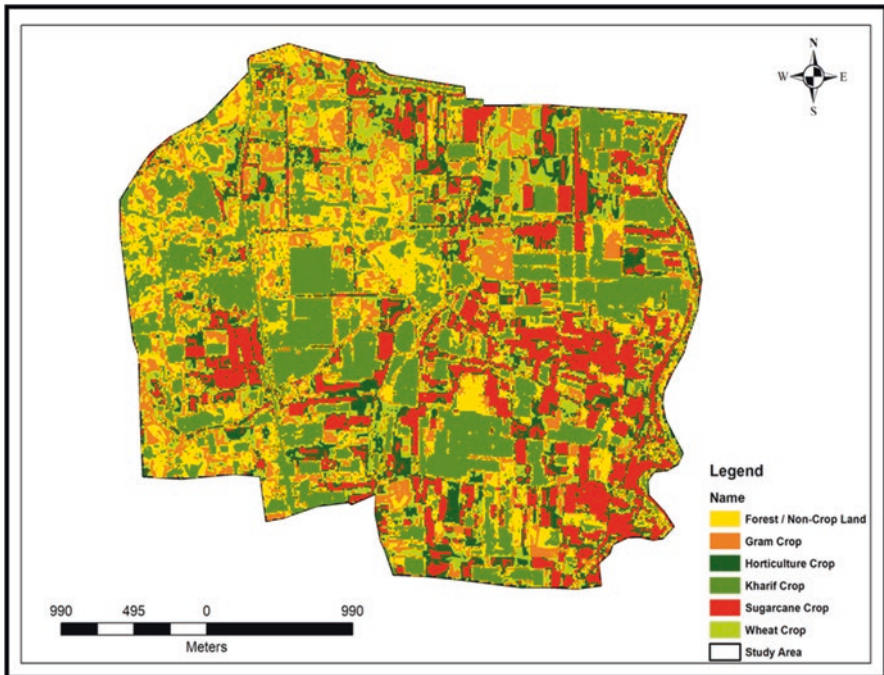 N
W E
S
Legend
Name
Forest / Non-Crop Land
Gram Crop
Horticulture Crop
Kharif Crop
Sugarcane Crop
Wheat Crop
Study Area
990 495 0 990
Meters